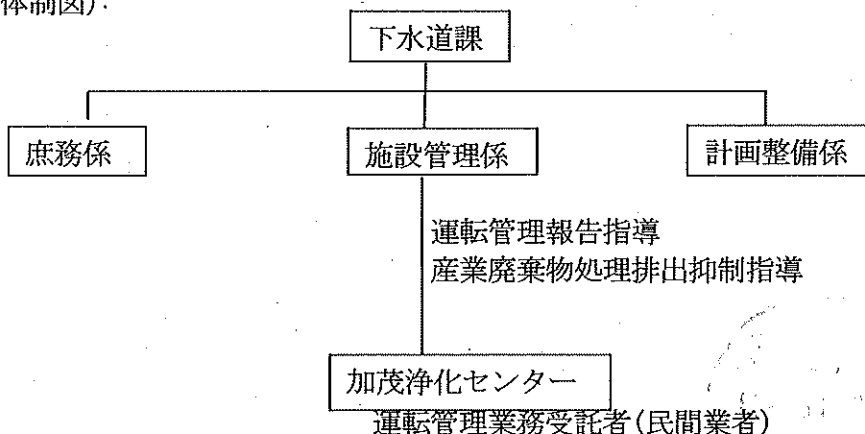 体制図）.
下水道課
庶務係
施設管理係
計画整備係
運転管理報告指導
産業廃棄物処理排出抑制指導
加茂浄化センター
運転管理業務受託者（民間業者）